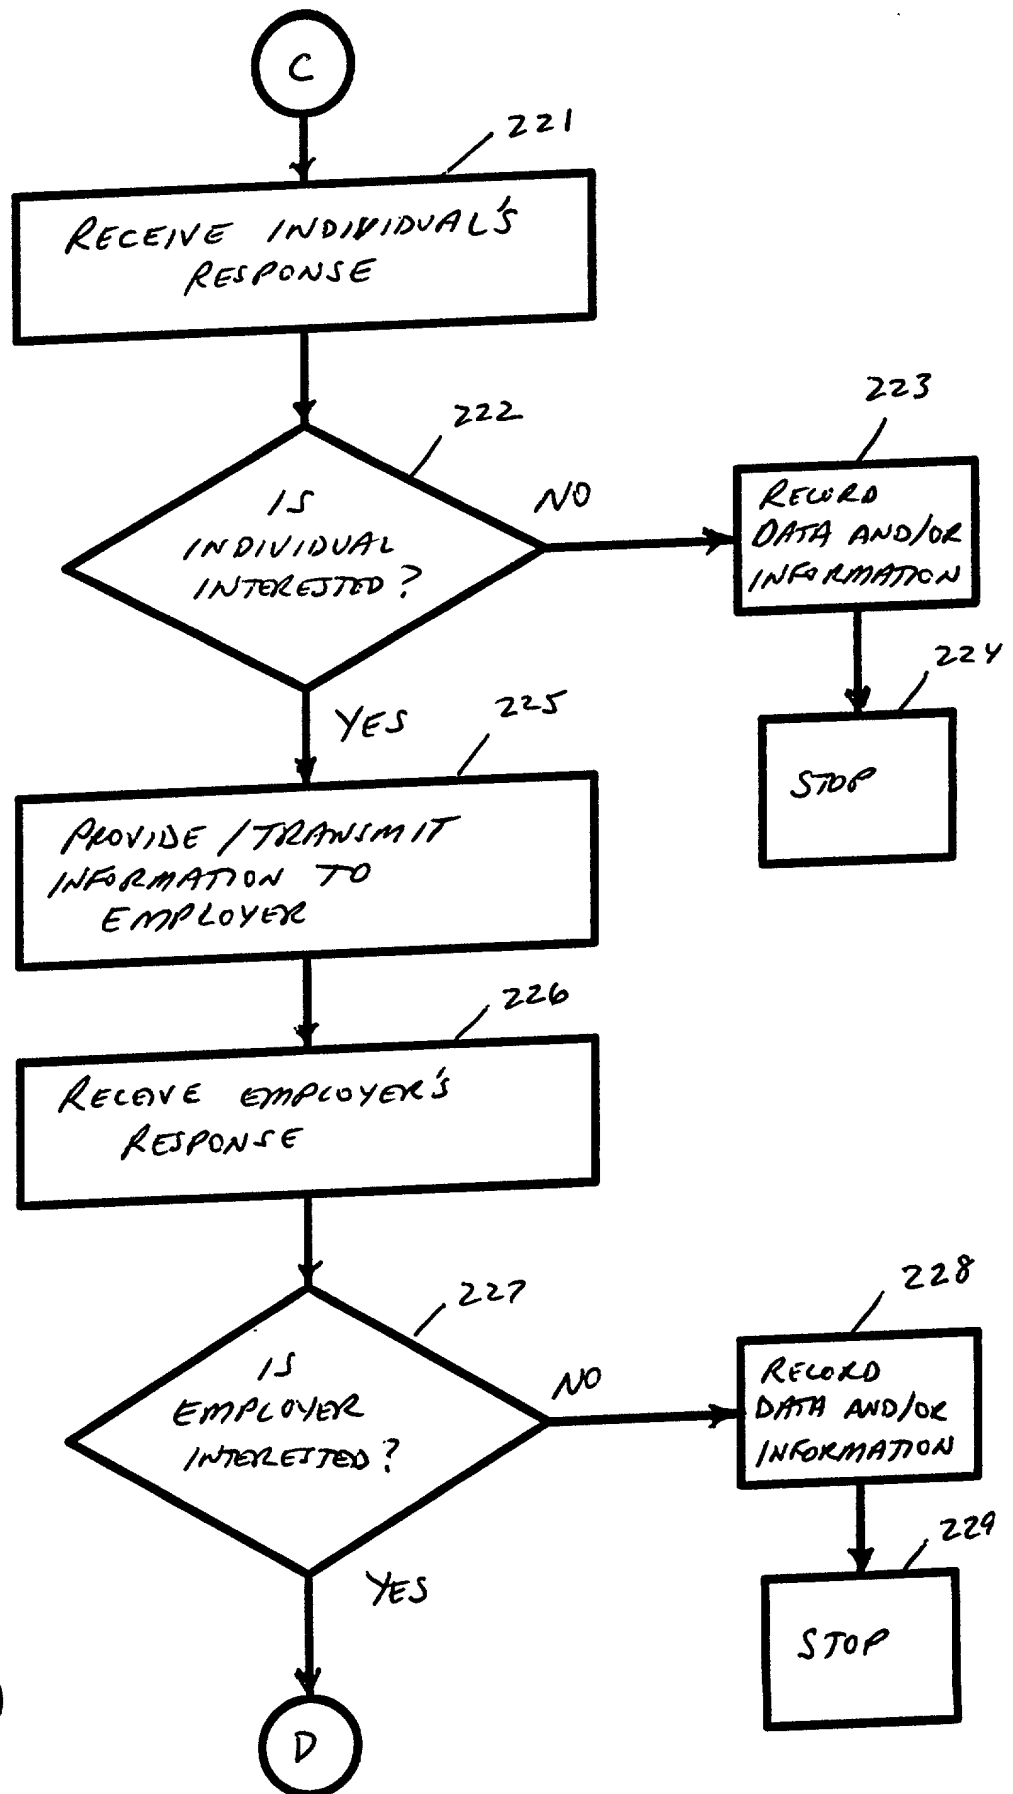 C
221
RECEIVE INDIVIDUAL'S
RESPONSE
222
IS
INDIVIDUAL
INTERESTED?
NO
223
RECORD
DATA AND/OR
INFORMATION
224
STOP
YES
225
PROVIDE/TRANSMIT
INFORMATION TO
EMPLOYER
226
RECEIVE EMPLOYER'S
RESPONSE
227
IS
EMPLOYER
INTERESTED?
NO
228
RECORD
DATA AND/OR
INFORMATION
229
STOP
YES
D